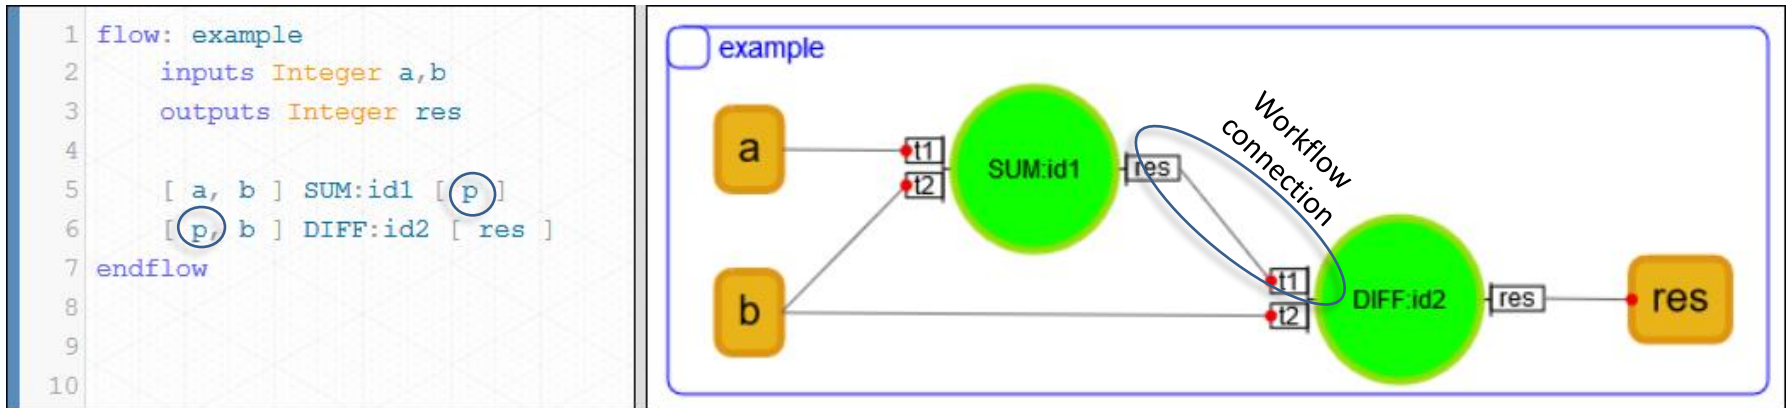 1 flow: example
2 inputs Integer a,b
3 outputs Integer res
4
5 [ a, b ] SUM:id1 [ p ]
6 [ p, b ] DIFF:id2 [ res ]
7 endflow
8
9
10
example
Workflow
connection
a
t1
t2
SUM:id1
res
b
t1
t2
DIFF:id2
res
res